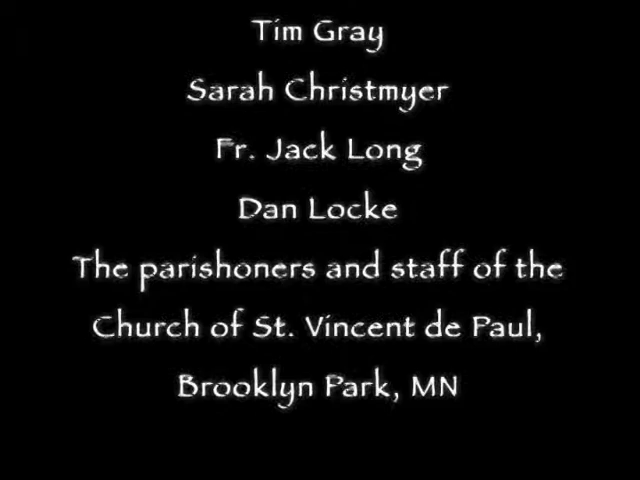 Tim Gray
Sarah Christmyer
Fr. Jack Long
Dan Locke
The parishoners and staff of the
Church of St. Vincent de Paul,
Brooklyn Park, MN